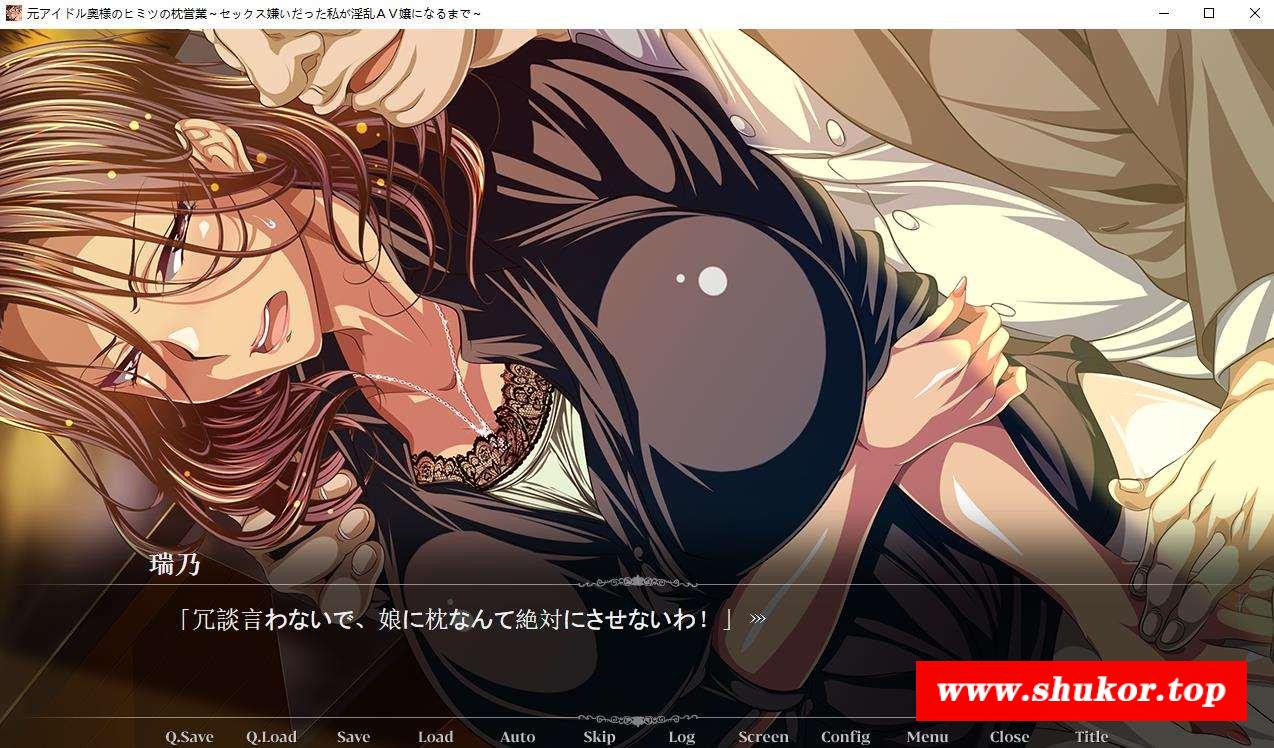 元アイドル奥様のヒミツの枕営業～セックス嫌いだった私が淫乱ＡＶ嬢になるまで～
瑞乃
「冗談言わないで、娘に枕なんて絶対にさせないわ！」
www.shukor.top
Q.Save Q.Load Save Load Auto Skip Log Screen Config Menu Close Title